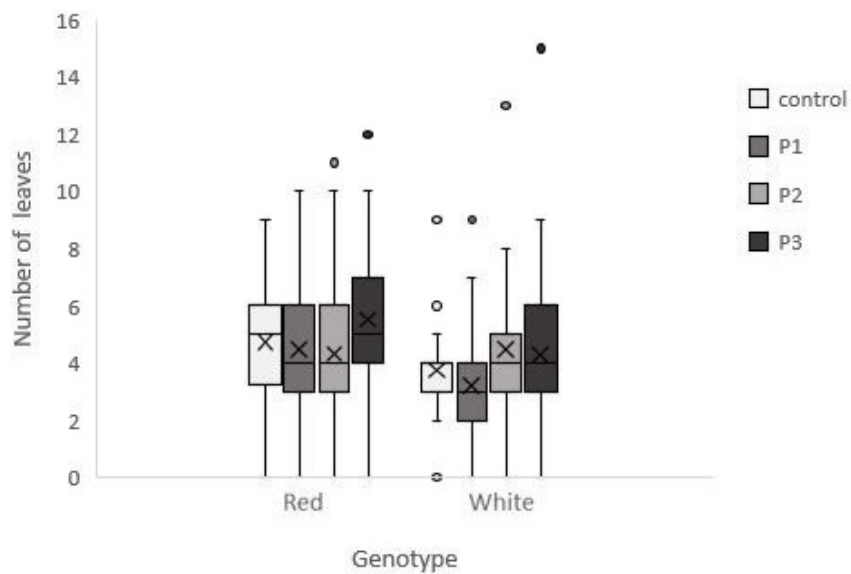 16
14
12
10
8
6
4
2
0
Number of leaves
Red
White
Genotype
control
P1
P2
P3